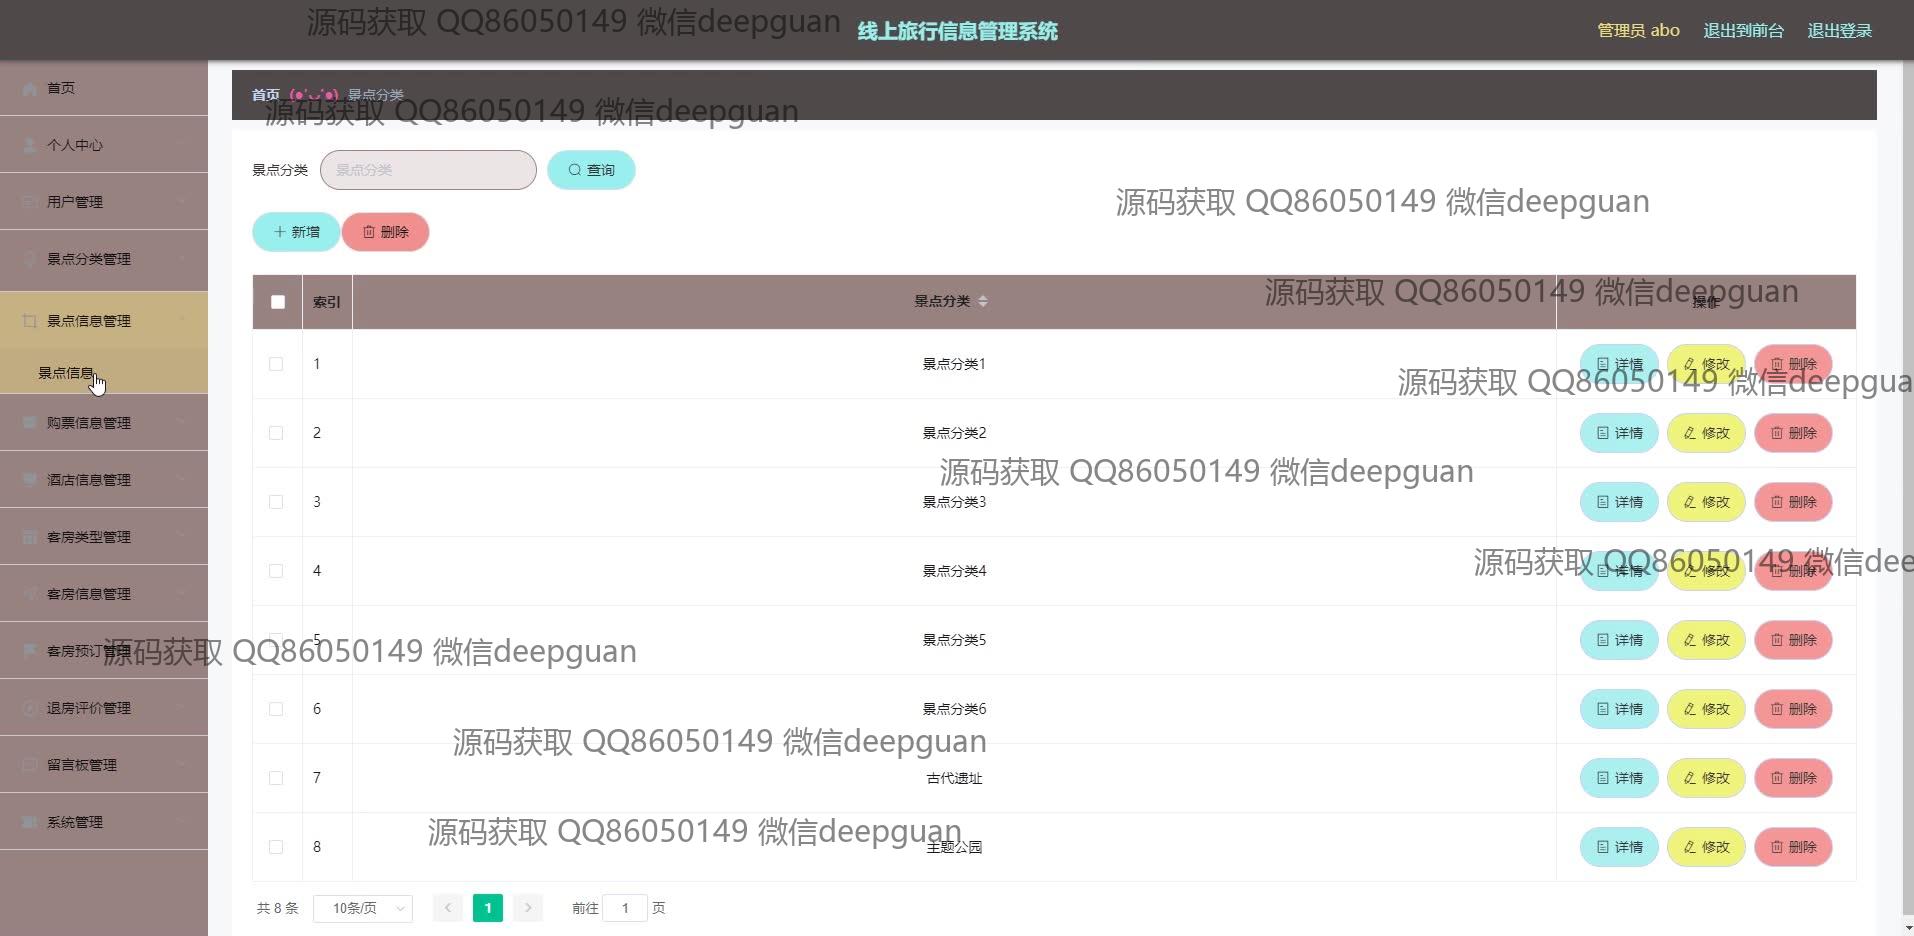 源码获取 QQ86050149 微信deepguan
线上旅行信息管理系统
管理员 abo 退出到前台 退出登录
首页
个人中心
用户管理
景点分类管理
景点信息管理
景点信息
购票信息管理
酒店信息管理
客房类型管理
客房信息管理
客房预订管理
退房评价管理
留言板管理
系统管理
首页 (●'◡'●) 景点分类
源码获取 QQ86050149 微信deepguan
景点分类 景点分类 查询
源码获取 QQ86050149 微信deepguan
新增 删除
索引 景点分类 操作
源码获取 QQ86050149 微信deepguan
1 景点分类1 详情 修改 删除
源码获取 QQ86050149 微信deepgua
2 景点分类2 详情 修改 删除
源码获取 QQ86050149 微信deepguan
3 景点分类3 详情 修改 删除
源码获取 QQ86050149 微信dee
4 景点分类4 详情 修改 删除
5 景点分类5 详情 修改 删除
源码获取 QQ86050149 微信deepguan
6 景点分类6 详情 修改 删除
源码获取 QQ86050149 微信deepguan
7 古代遗址 详情 修改 删除
源码获取 QQ86050149 微信deepguan
8 主题公园 详情 修改 删除
共 8 条 10条/页 1 前往 1 页